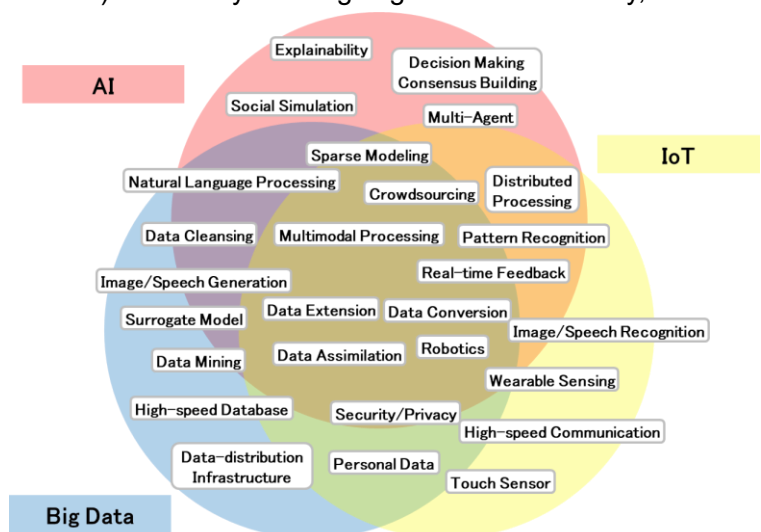 Explainability
Decision Making
Consensus Building
AI
Social Simulation
Multi-Agent
Sparse Modeling
IoT
Natural Language Processing
Crowdsourcing
Distributed
Processing
Data Cleansing
Multimodal Processing
Pattern Recognition
Real-time Feedback
Image/Speech Generation
Data Extension
Data Conversion
Surrogate Model
Image/Speech Recognition
Data Mining
Data Assimilation
Robotics
Wearable Sensing
High-speed Database
Security/Privacy
High-speed Communication
Data-distribution
Infrastructure
Personal Data
Touch Sensor
Big Data